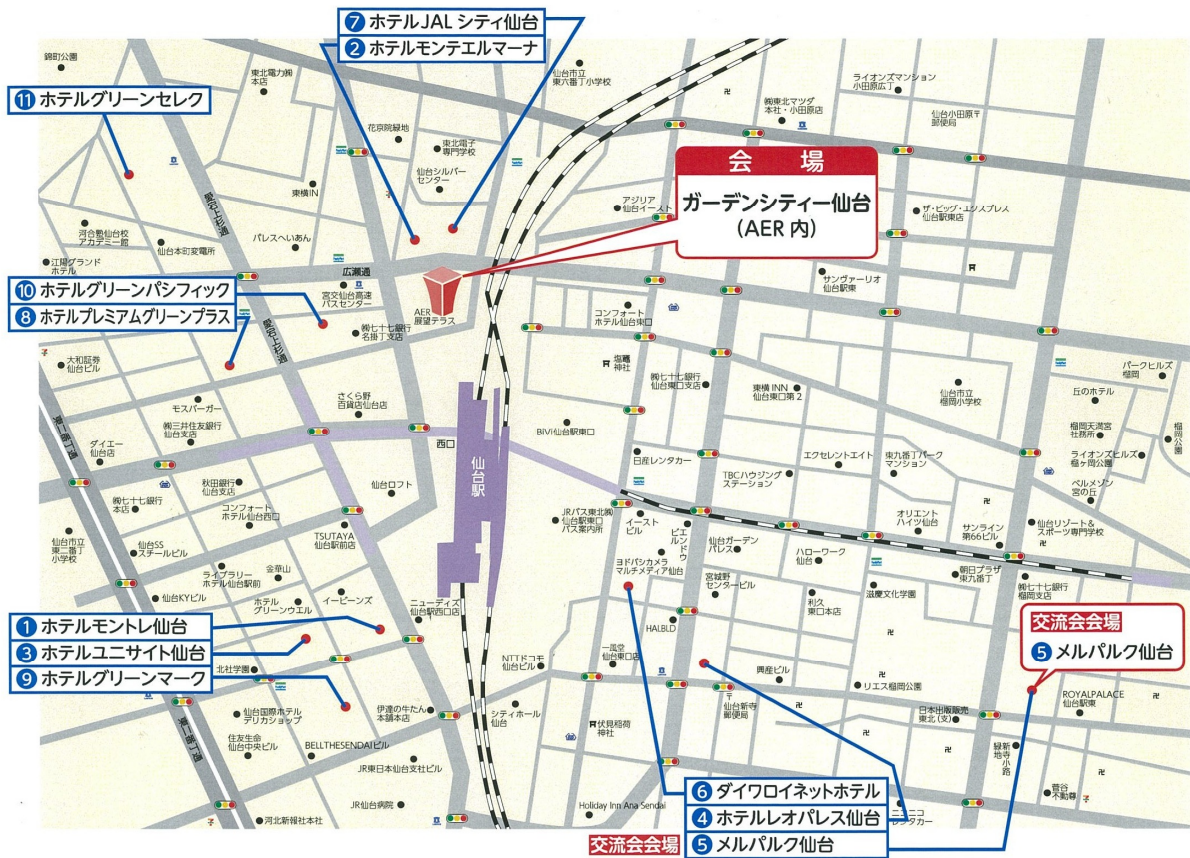 ⑦ ホテルJALシティ仙台
② ホテルモンテエルマーナ
錦町公園
東北電力㈱
本店
仙台市立
東六番丁小学校
ライオンズマンション
小田原広丁
㈱東北マツダ
本社・小田原店
仙台小田原〒
郵便局
⑪ ホテルグリーンセレク
花京院緑地
東北電子
専門学校
仙台シルバー
センター
東横IN
愛宕上杉通
会場
ガーデンシティー仙台
(AER 内)
アジリア
仙台イースト
ザ・ビッグ・エンスプレス
仙台駅東店
河合塾仙台校
アカデミー館
仙台本町変電所
パレスへいあん
江陽グランド
ホテル
広瀬通
サンヴァーリオ
仙台駅東
⑩ ホテルグリーンパシフィック
⑧ ホテルプレミアムグリーンプラス
宮交仙台高速
バスセンター
AER
展望テラス
㈱七十七銀行
名掛丁支店
愛宕上杉通
コンフォート
ホテル仙台東口
大和証券
仙台ビル
塩竈
神社
㈱七十七銀行
仙台東口支店
東横 INN
仙台東口第2
仙台市立
榴岡小学校
パークヒルズ
榴岡
丘のホテル
モスバーガー
さくら野
百貨店仙台店
東二番丁通
㈱三井住友銀行
仙台支店
BiVi仙台駅東口
榴岡天満宮
社務所
榴岡
公園
ダイエー
仙台店
西口
仙台駅
日産レンタカー
エクセレントエイト
東九番丁パーク
マンション
ライオンズヒルズ
榴ヶ岡公園
秋田銀行
仙台支店
仙台ロフト
TBCハウジング
ステーション
ベルメゾン
宮の丘
㈱七十七銀行
本店
コンフォート
ホテル仙台西口
JRバス東北㈱
仙台駅東口
バス案内所
イースト
ビル
ビエルンドウ
オリエント
ハイツ仙台
サンライン
第66ビル
仙台リゾート&
スポーツ専門学校
仙台市立
東二番丁
小学校
仙台SS
スチールビル
TSUTAYA
仙台駅前店
仙台ガーデン
パレス
ハローワーク
仙台
ヨドバシカメラ
マルチメディア仙台
宮城野
センタービル
朝日プラザ
東九番丁
㈱七十七銀行
榴岡支店
ライブラリー
ホテル仙台駅前
金華山
滋慶文化学園
仙台KYビル
ホテル
グリーンウエル
イービーンズ
ニューデイズ
仙台駅西口店
利久
東口本店
① ホテルモントレ仙台
③ ホテルユニサイト仙台
⑨ ホテルグリーンマーク
HALBLD
交流会会場
⑤ メルパルク仙台
北社学園
NTTドコモ
仙台ビル
一風堂
仙台東口店
興産ビル
リエス榴岡公園
ROYALPALACE
仙台駅東
仙台国際ホテル
デリカショップ
伊達の牛たん
本舗本店
シティホール
仙台
伏見稲荷
神社
〒
仙台新寺
郵便局
日本出版販売
東北(支)
東二番丁通
住友生命
仙台中央ビル
BELLTHESENDAIビル
新寺小路
緑地
JR東日本仙台支社ビル
JR仙台病院
Holiday Inn Ana Sendai
⑥ ダイワロイネットホテル
④ ホテルレオパレス仙台
ニコニコ
レンタカー
菅谷
不動尊
河北新報社本社
交流会会場
⑤ メルパルク仙台